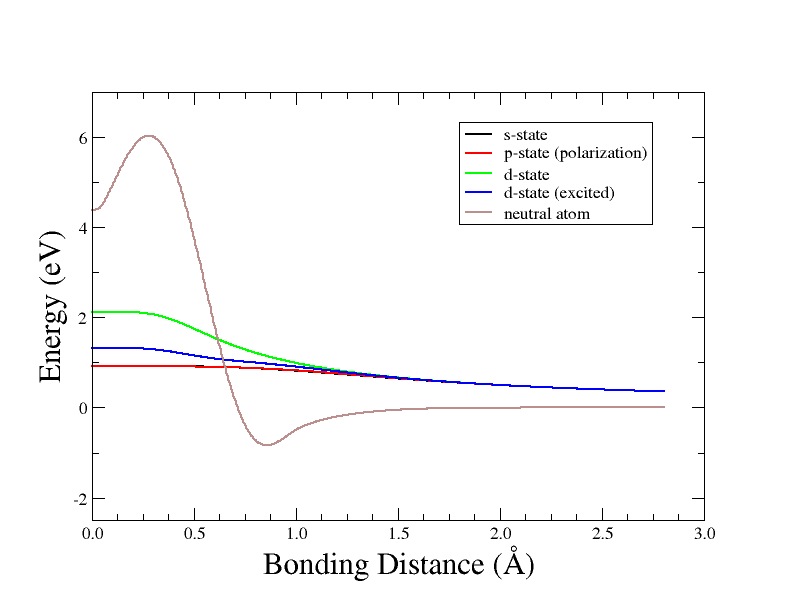 s-state
p-state (polarization)
d-state
d-state (excited)
neutral atom
6
4
2
0
-2
Energy (eV)
0.0 0.5 1.0 1.5 2.0 2.5 3.0
Bonding Distance (Å)